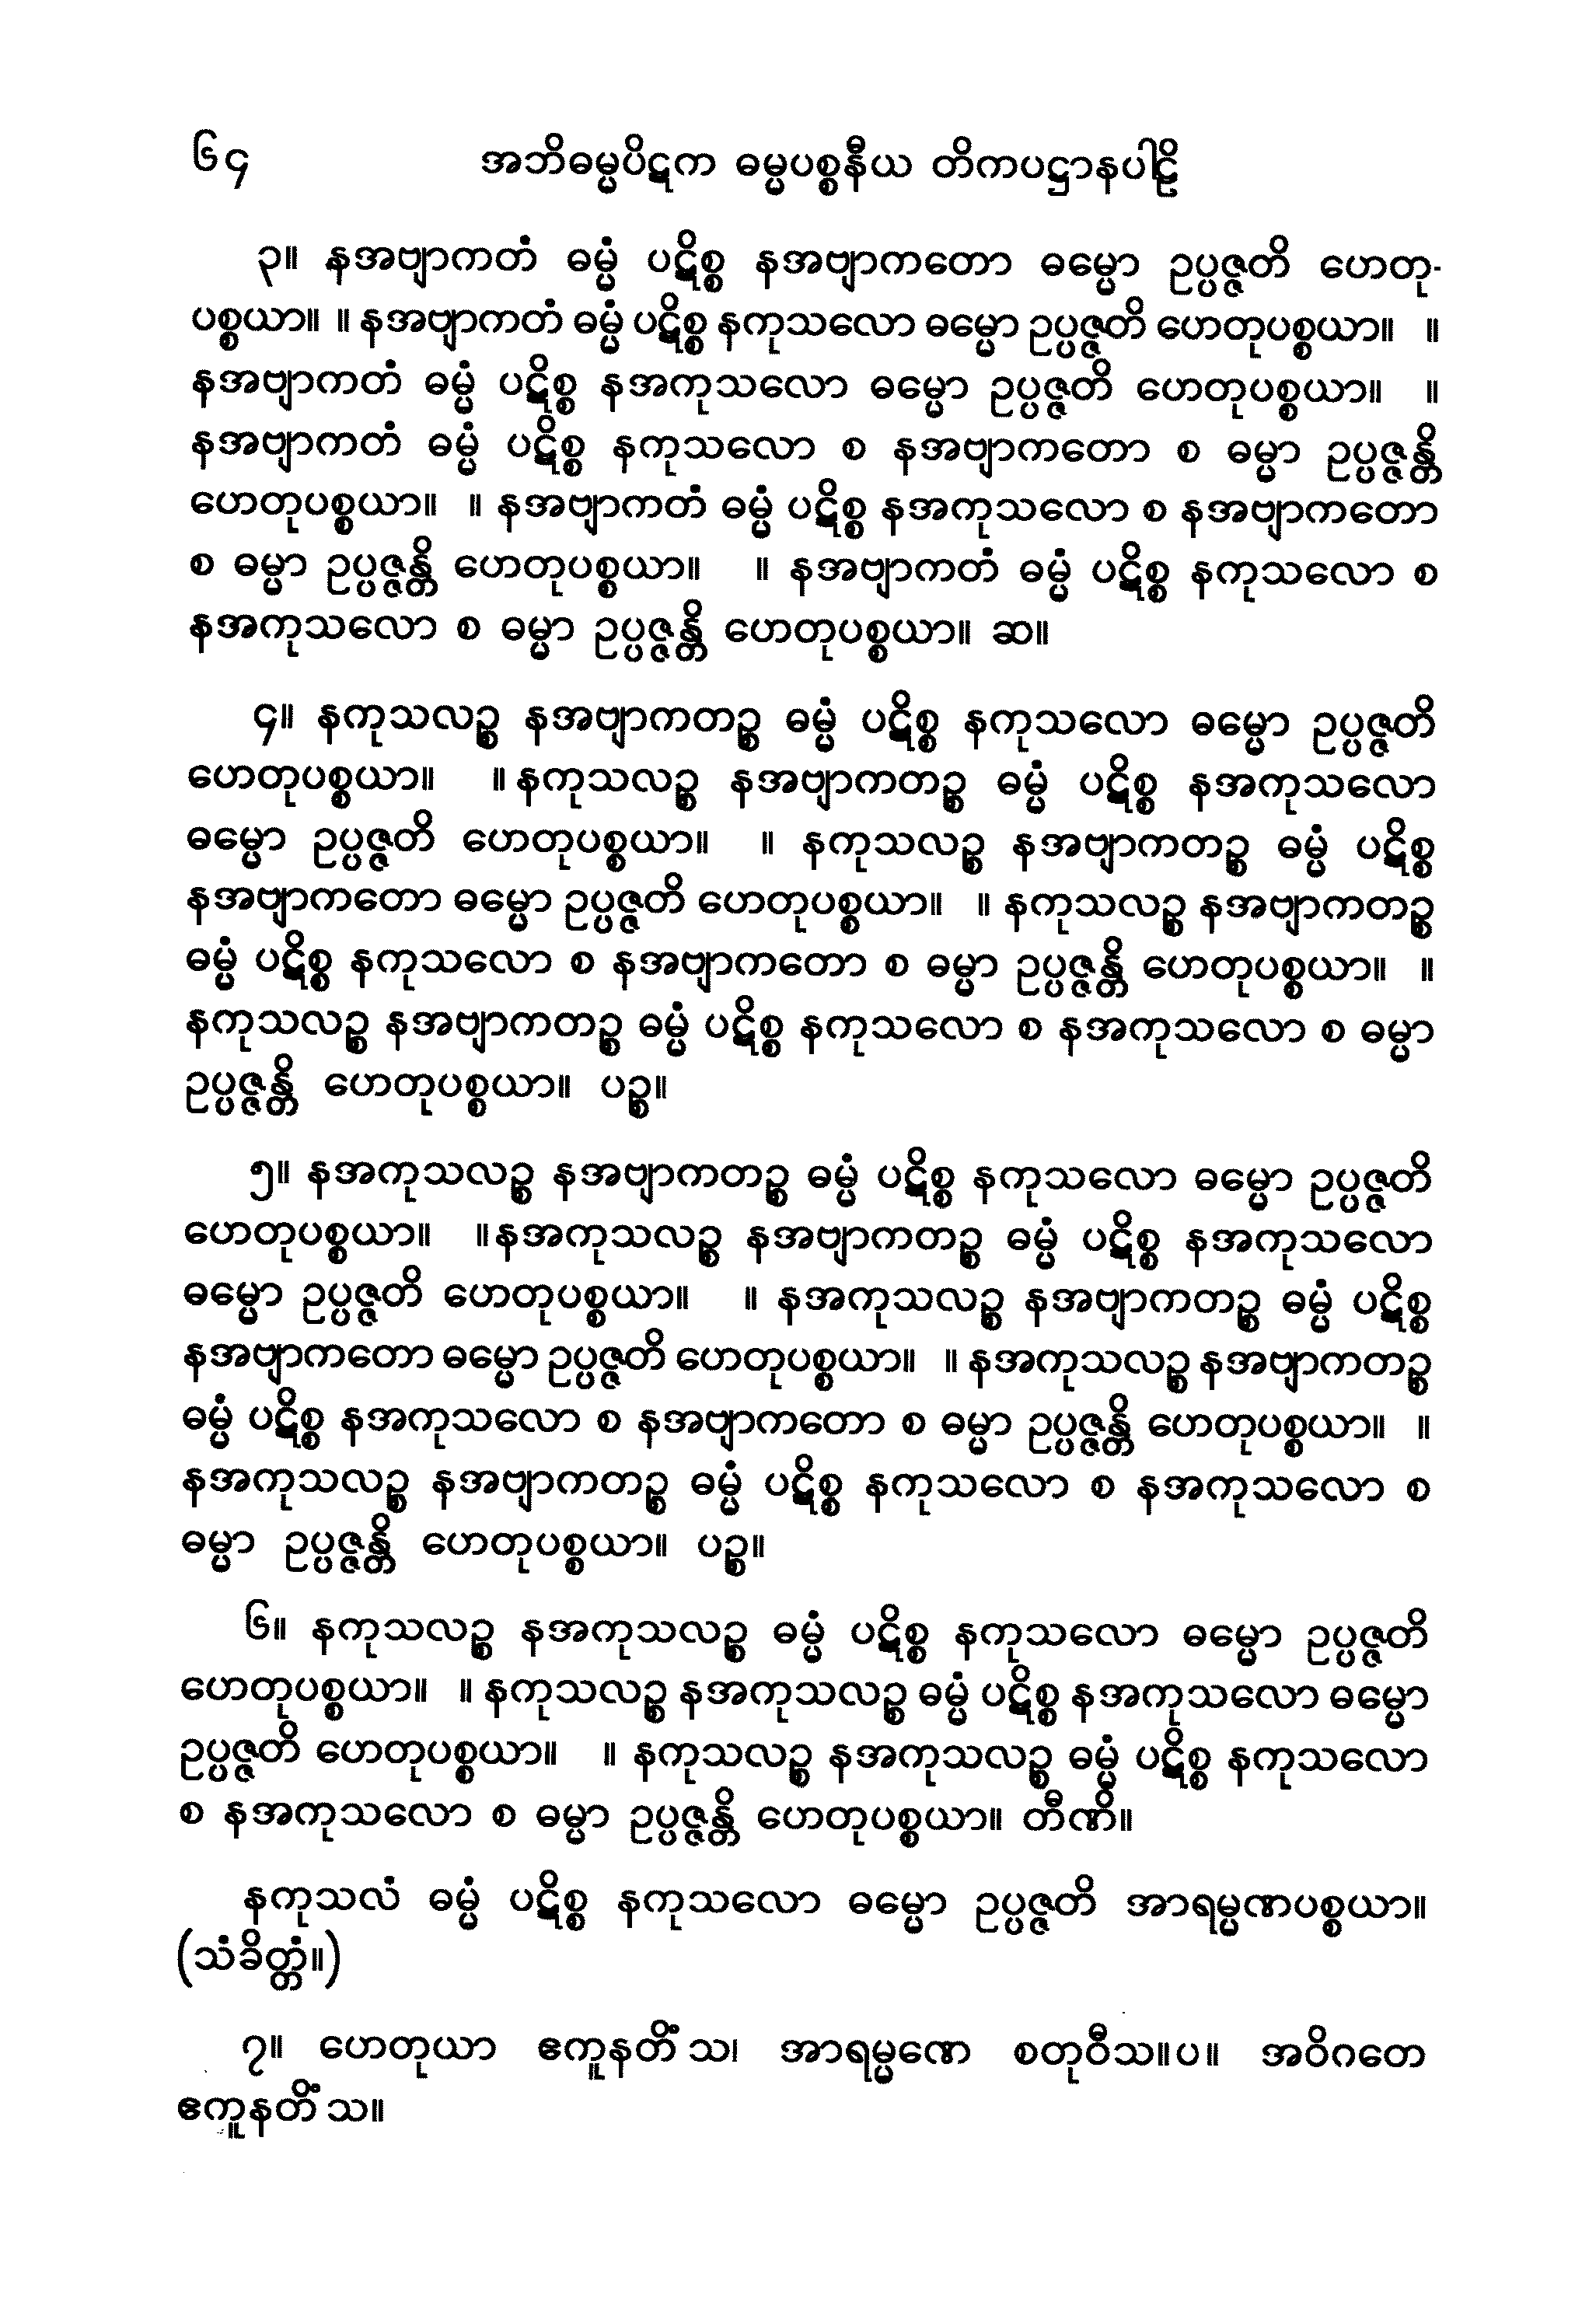 ၆၄ အဘိဓမ္မပိဋက ဓမ္မပစ္စနီယ တိကပဋ္ဌာနပါဠိ
၃။ နအဗျာကတံ ဓမ္မံ ပဋိစ္စ နအဗျာကတော ဓမ္မော ဥပ္ပဇ္ဇတိ ဟေတု-
ပစ္စယာ။ ။ နအဗျာကတံ ဓမ္မံ ပဋိစ္စ နကုသလော ဓမ္မော ဥပ္ပဇ္ဇတိ ဟေတုပစ္စယာ။ ။
နအဗျာကတံ ဓမ္မံ ပဋိစ္စ နအကုသလော ဓမ္မော ဥပ္ပဇ္ဇတိ ဟေတုပစ္စယာ။ ။
နအဗျာကတံ ဓမ္မံ ပဋိစ္စ နကုသလော စ နအဗျာကတော စ ဓမ္မာ ဥပ္ပဇ္ဇန္တိ
ဟေတုပစ္စယာ။ ။ နအဗျာကတံ ဓမ္မံ ပဋိစ္စ နအကုသလော စ နအဗျာကတော
စ ဓမ္မာ ဥပ္ပဇ္ဇန္တိ ဟေတုပစ္စယာ။ ။ နအဗျာကတံ ဓမ္မံ ပဋိစ္စ နကုသလော စ
နအကုသလော စ ဓမ္မာ ဥပ္ပဇ္ဇန္တိ ဟေတုပစ္စယာ။ ဆ။
၄။ နကုသလဉ္စ နအဗျာကတဉ္စ ဓမ္မံ ပဋိစ္စ နကုသလော ဓမ္မော ဥပ္ပဇ္ဇတိ
ဟေတုပစ္စယာ။ ။ နကုသလဉ္စ နအဗျာကတဉ္စ ဓမ္မံ ပဋိစ္စ နအကုသလော
ဓမ္မော ဥပ္ပဇ္ဇတိ ဟေတုပစ္စယာ။ ။ နကုသလဉ္စ နအဗျာကတဉ္စ ဓမ္မံ ပဋိစ္စ
နအဗျာကတော ဓမ္မော ဥပ္ပဇ္ဇတိ ဟေတုပစ္စယာ။ ။ နကုသလဉ္စ နအဗျာကတဉ္စ
ဓမ္မံ ပဋိစ္စ နကုသလော စ နအဗျာကတော စ ဓမ္မာ ဥပ္ပဇ္ဇန္တိ ဟေတုပစ္စယာ။ ။
နကုသလဉ္စ နအဗျာကတဉ္စ ဓမ္မံ ပဋိစ္စ နကုသလော စ နအကုသလော စ ဓမ္မာ
ဥပ္ပဇ္ဇန္တိ ဟေတုပစ္စယာ။ ပဉ္စ။
၅။ နအကုသလဉ္စ နအဗျာကတဉ္စ ဓမ္မံ ပဋိစ္စ နကုသလော ဓမ္မော ဥပ္ပဇ္ဇတိ
ဟေတုပစ္စယာ။ ။နအကုသလဉ္စ နအဗျာကတဉ္စ ဓမ္မံ ပဋိစ္စ နအကုသလော
ဓမ္မော ဥပ္ပဇ္ဇတိ ဟေတုပစ္စယာ။ ။ နအကုသလဉ္စ နအဗျာကတဉ္စ ဓမ္မံ ပဋိစ္စ
နအဗျာကတော ဓမ္မော ဥပ္ပဇ္ဇတိ ဟေတုပစ္စယာ။ ။ နအကုသလဉ္စ နအဗျာကတဉ္စ
ဓမ္မံ ပဋိစ္စ နအကုသလော စ နအဗျာကတော စ ဓမ္မာ ဥပ္ပဇ္ဇန္တိ ဟေတုပစ္စယာ။ ။
နအကုသလဉ္စ နအဗျာကတဉ္စ ဓမ္မံ ပဋိစ္စ နကုသလော စ နအကုသလော စ
ဓမ္မာ ဥပ္ပဇ္ဇန္တိ ဟေတုပစ္စယာ။ ပဉ္စ။
၆။ နကုသလဉ္စ နအကုသလဉ္စ ဓမ္မံ ပဋိစ္စ နကုသလော ဓမ္မော ဥပ္ပဇ္ဇတိ
ဟေတုပစ္စယာ။ ။ နကုသလဉ္စ နအကုသလဉ္စ ဓမ္မံ ပဋိစ္စ နအကုသလော ဓမ္မော
ဥပ္ပဇ္ဇတိ ဟေတုပစ္စယာ။ ။ နကုသလဉ္စ နအကုသလဉ္စ ဓမ္မံ ပဋိစ္စ နကုသလော
စ နအကုသလော စ ဓမ္မာ ဥပ္ပဇ္ဇန္တိ ဟေတုပစ္စယာ။ တီဏိ။
နကုသလံ ဓမ္မံ ပဋိစ္စ နကုသလော ဓမ္မော ဥပ္ပဇ္ဇတိ အာရမ္မဏပစ္စယာ။
(သံခိတ္တံ။)
၇။ ဟေတုယာ ဧကူနတိံသ၊ အာရမ္မဏေ စတုဝီသ။ပ။ အဝိဂတေ
ဧကူနတိံသ။